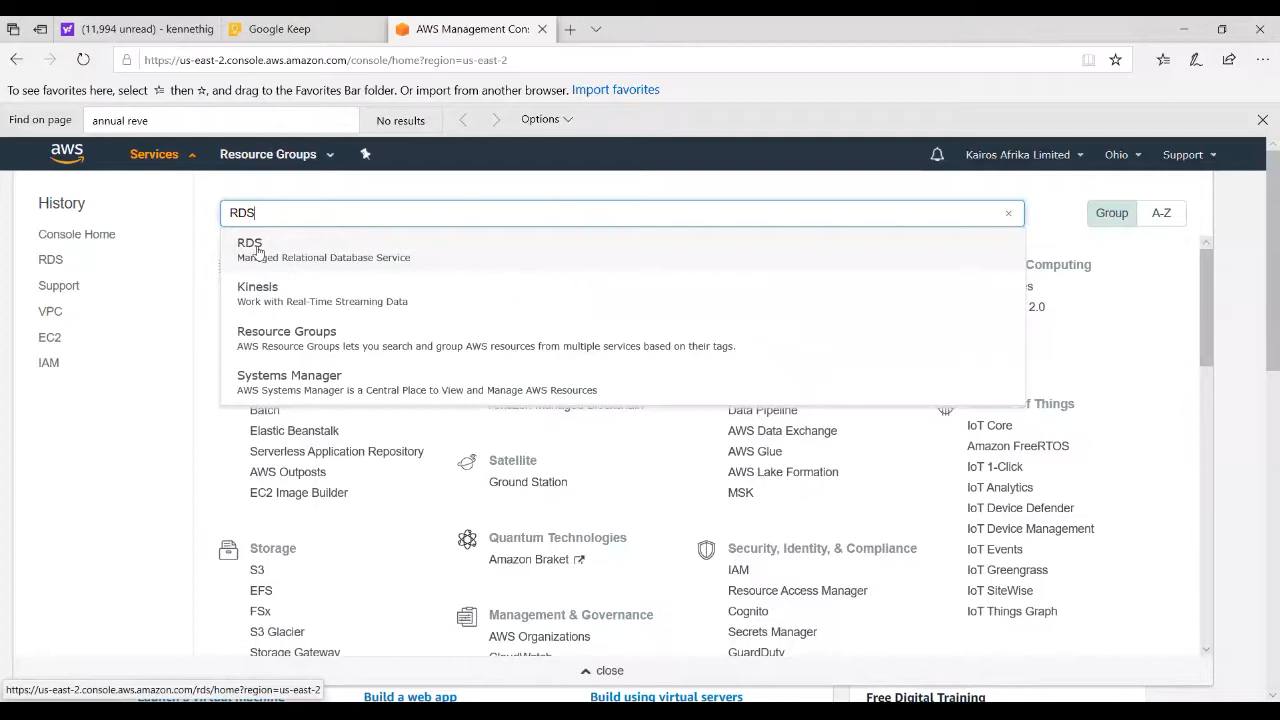 (11,994 unread) - kennethig
Google Keep
AWS Management Con:
https://us-east-2.console.aws.amazon.com/console/home?region=us-east-2
To see favorites here, select then ☆, and drag to the Favorites Bar folder. Or import from another browser. Import favorites
Find on page
annual reve
No results
Options
aws
Services
Resource Groups
Kairos Afrika Limited
Ohio
Support
History
Console Home
RDS
Support
VPC
EC2
IAM
RDS
Group
A-Z
RDS
Managed Relational Database Service
Kinesis
Work with Real-Time Streaming Data
Resource Groups
AWS Resource Groups lets you search and group AWS resources from multiple services based on their tags.
Systems Manager
AWS Systems Manager is a Central Place to View and Manage AWS Resources
Batch
Elastic Beanstalk
Serverless Application Repository
AWS Outposts
EC2 Image Builder
Storage
S3
EFS
FSx
S3 Glacier
Storage Gateway
Satellite
Ground Station
Quantum Technologies
Amazon Braket
Management & Governance
AWS Organizations
CloudWatch
Data Pipeline
AWS Data Exchange
AWS Glue
AWS Lake Formation
MSK
Security, Identity, & Compliance
IAM
Resource Access Manager
Cognito
Secrets Manager
GuardDuty
Computing
2.0
of Things
IoT Core
Amazon FreeRTOS
IoT 1-Click
IoT Analytics
IoT Device Defender
IoT Device Management
IoT Events
IoT Greengrass
IoT SiteWise
IoT Things Graph
close
https://us-east-2.console.aws.amazon.com/rds/home?region=us-east-2
Build a web app
Build using virtual servers
Free Digital Training